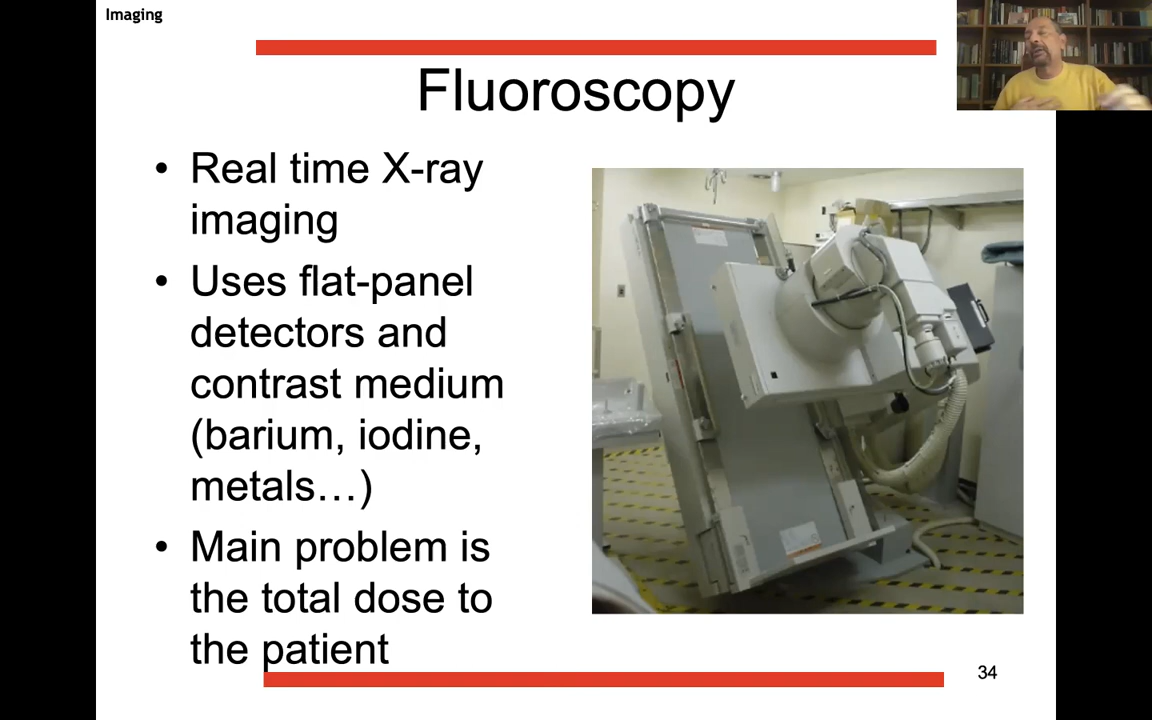 Imaging
Fluoroscopy
• Real time X-ray
imaging
• Uses flat-panel
detectors and
contrast medium
(barium, iodine,
metals…)
• Main problem is
the total dose to
the patient
34